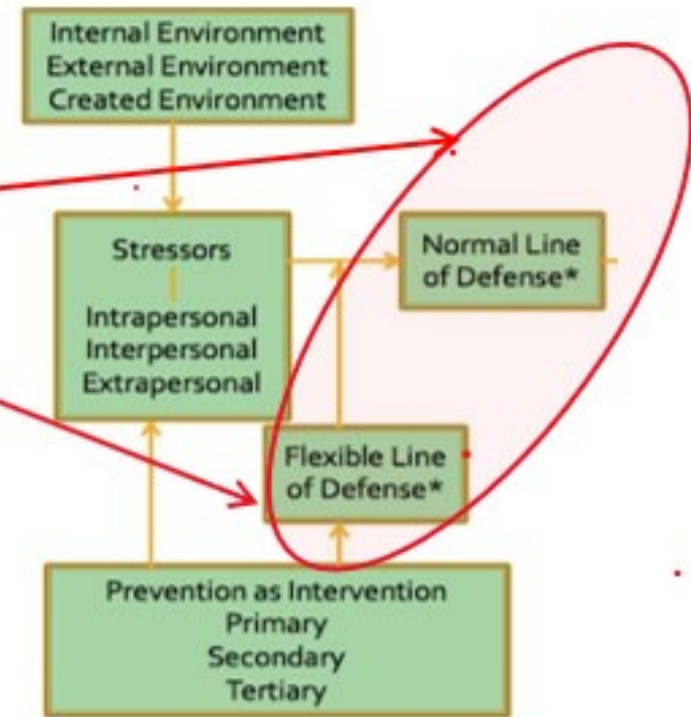 Internal Environment
External Environment
Created Environment
Stressors
Intrapersonal
Interpersonal
Extrapersonal
Normal Line
of Defense*
Flexible Line
of Defense*
Prevention as Intervention
Primary
Secondary
Tertiary